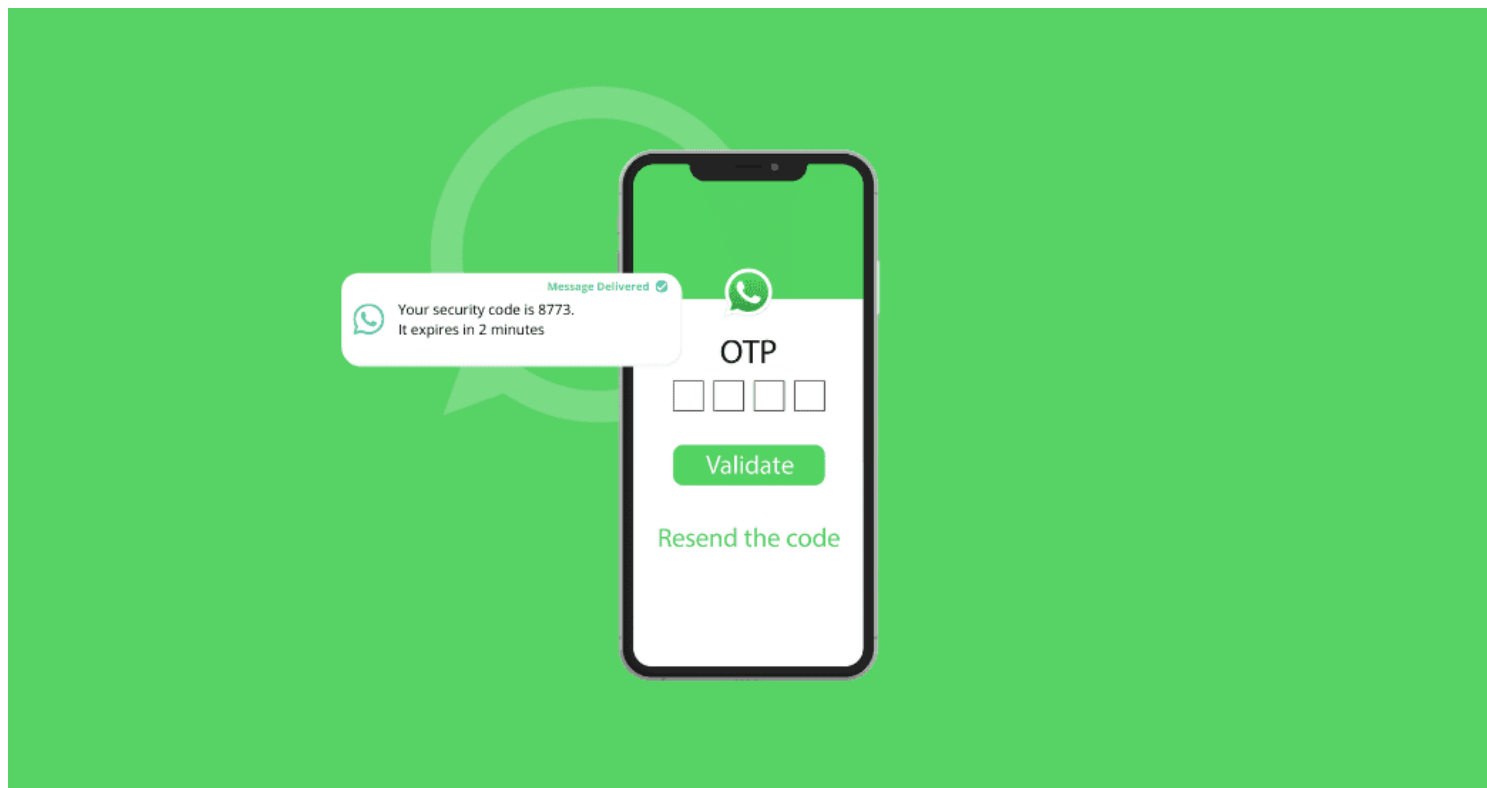 Message Delivered
Your security code is 8773.
It expires in 2 minutes
OTP
Validate
Resend the code